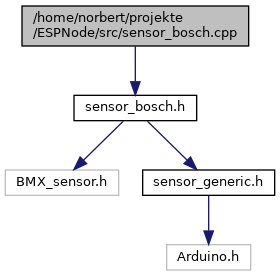 /home/norbert/projekte
/ESPNode/src/sensor_bosch.cpp
sensor_bosch.h
BMX_sensor.h
sensor_generic.h
Arduino.h